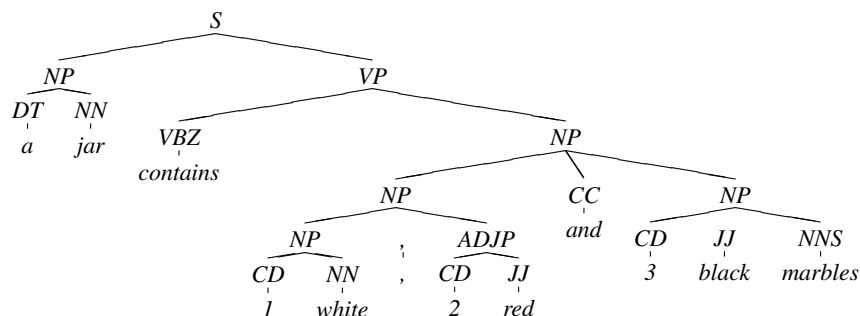 S
NP VP
DT NN VBZ NP
a jar contains
NP CC NP
NP , ADJP and CD JJ NNS
CD NN , CD JJ 3 black marbles
1 white 2 red